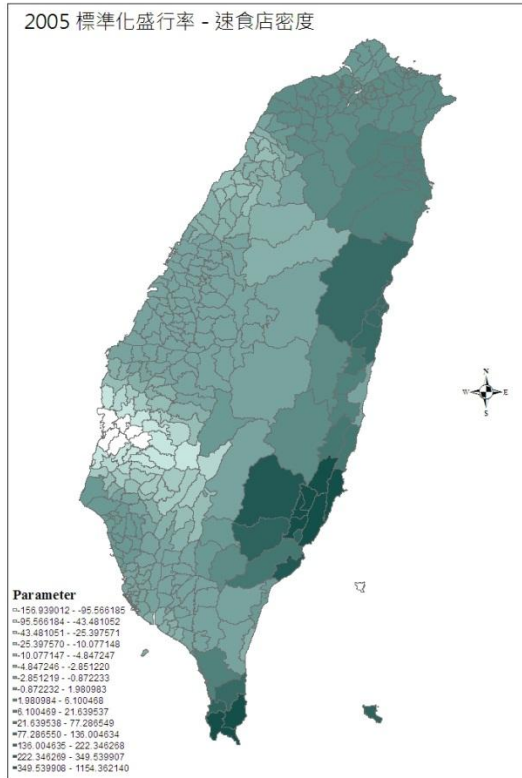 2005 標準化盛行率 - 速食店密度
N
W E
S
Parameter
-156.939012 - -95.566185
-95.566184 - -43.481052
-43.481051 - -25.397571
-25.397570 - -10.077148
-10.077147 - -4.847247
-4.847246 - -2.851220
-2.851219 - -0.872233
-0.872232 - 1.980983
1.980984 - 6.100468
6.100469 - 21.639537
21.639538 - 77.286549
77.286550 - 136.004634
136.004635 - 222.346268
222.346269 - 349.539907
349.539908 - 1154.362140